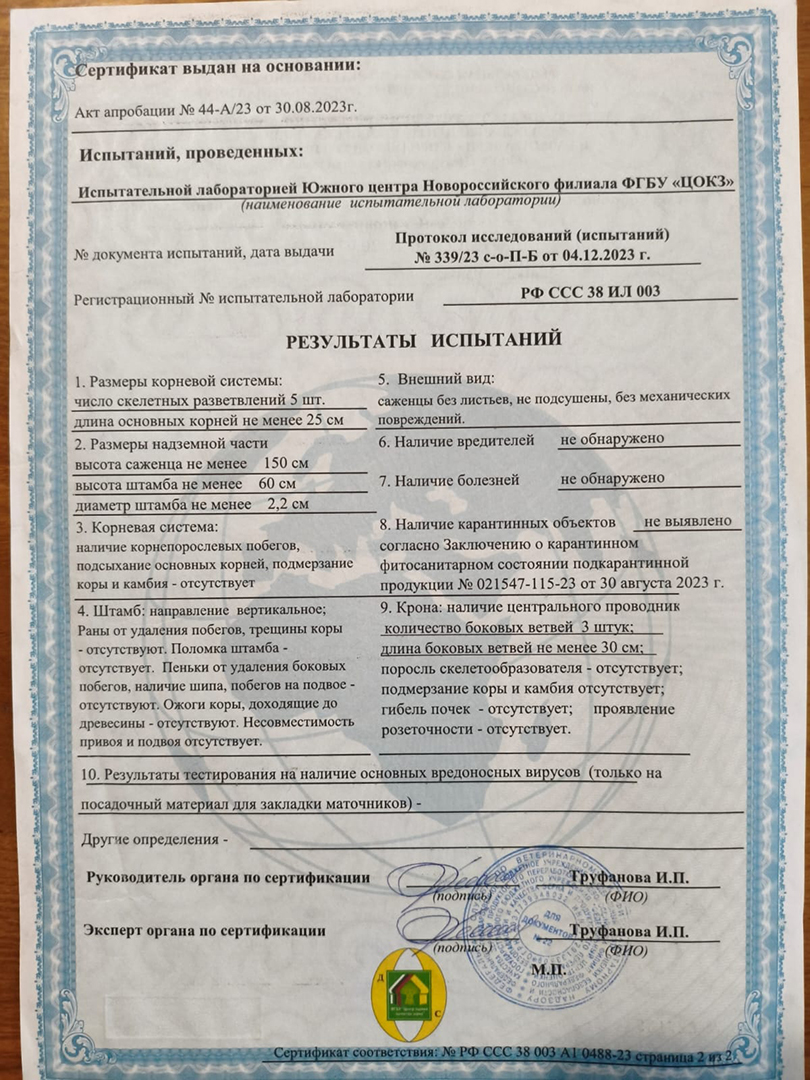 Сертификат выдан на основании:
Акт апробации № 44-А/23 от 30.08.2023г.
Испытаний, проведенных:
Испытательной лабораторией Южного центра Новороссийского филиала ФГБУ «ЦОКЗ»
(наименование испытательной лаборатории)
№ документа испытаний, дата выдачи
Протокол исследований (испытаний)
№ 339/23 с-о-П-Б от 04.12.2023 г.
Регистрационный № испытательной лаборатории РФ ССС 38 ИЛ 003
РЕЗУЛЬТАТЫ ИСПЫТАНИЙ
1. Размеры корневой системы:
число скелетных разветвлений 5 шт.
длина основных корней не менее 25 см
2. Размеры надземной части
высота саженца не менее 150 см
высота штамба не менее 60 см
диаметр штамба не менее 2,2 см
3. Корневая система:
наличие корнепорослевых побегов,
подсыхание основных корней, подмерзание
коры и камбия - отсутствует
4. Штамб: направление вертикальное;
Раны от удаления побегов, трещины коры
- отсутствуют. Поломка штамба -
отсутствует. Пеньки от удаления боковых
побегов, наличие шипа, побегов на подвое -
отсутствуют. Ожоги коры, доходящие до
древесины - отсутствуют. Несовместимость
привоя и подвоя отсутствует.
5. Внешний вид:
саженцы без листьев, не подсушены, без механических
повреждений.
6. Наличие вредителей не обнаружено
7. Наличие болезней не обнаружено
8. Наличие карантинных объектов не выявлено
согласно Заключению о карантинном
фитосанитарном состоянии подкарантинной
продукции № 021547-115-23 от 30 августа 2023 г.
9. Крона: наличие центрального проводник
количество боковых ветвей 3 штук;
длина боковых ветвей не менее 30 см;
поросль скелетообразователя - отсутствует;
подмерзание коры и камбия отсутствует;
гибель почек - отсутствует; проявление
розеточности - отсутствует.
10. Результаты тестирования на наличие основных вредоносных вирусов (только на
посадочный материал для закладки маточников) -
Другие определения -
Руководитель органа по сертификации Труфанова И.П.
(подпись) (ФИО)
Эксперт органа по сертификации Труфанова И.П.
(подпись) (ФИО)
М.П.
ДЛЯ
ДОКУМЕНТОВ
Д
С
Сертификат соответствия: № РФ ССС 38 003 А1 0488-23 страница 2 из 2